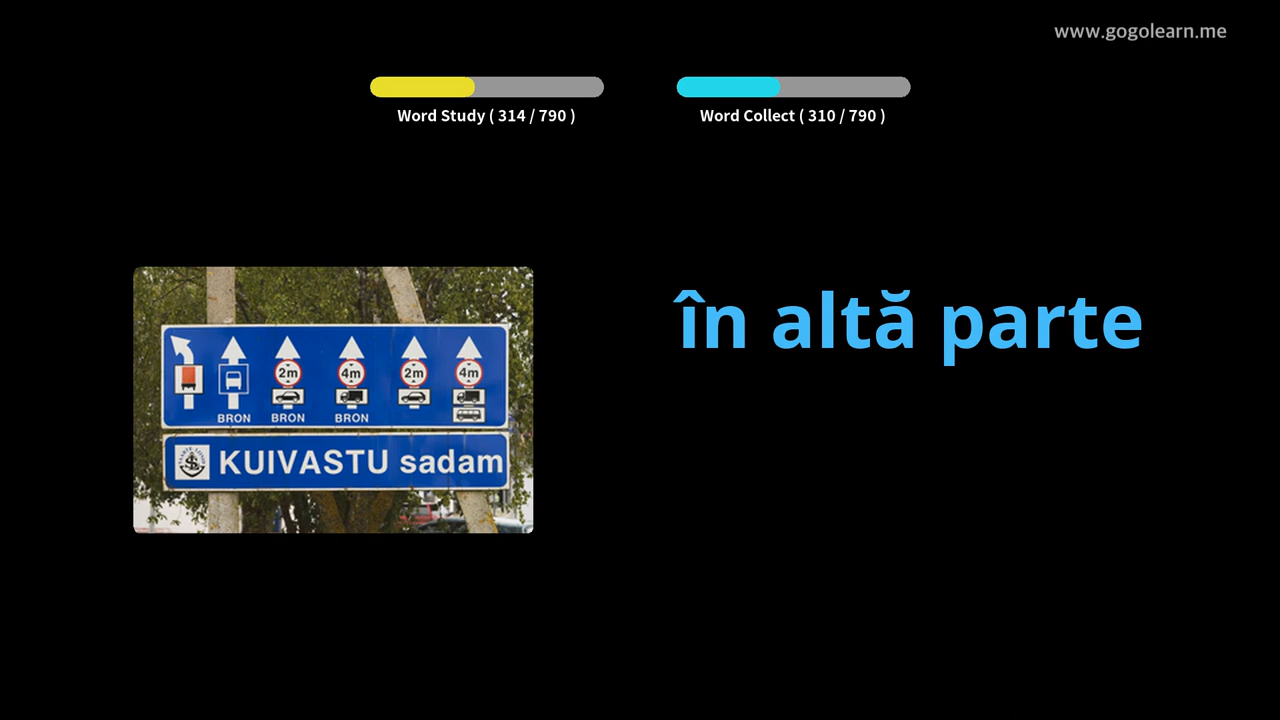 www.gogolearn.me
Word Study ( 314 / 790 )
Word Collect ( 310 / 790 )
în altă parte
2m
4m
2m
4m
BRON
BRON
BRON
KUIVASTU sadam